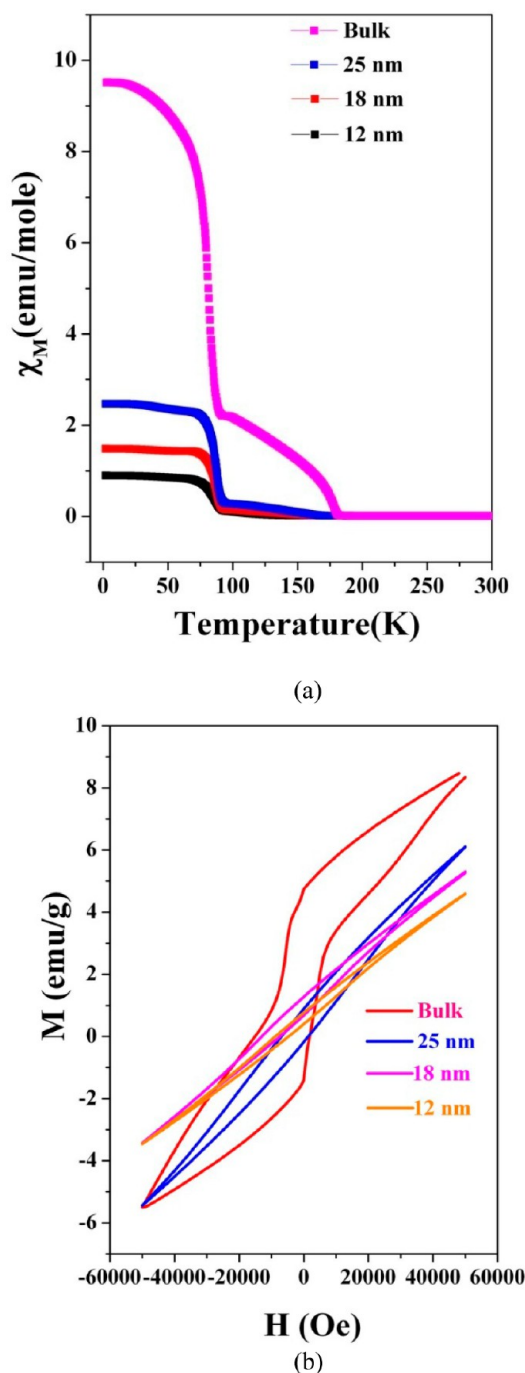 Bulk
25 nm
18 nm
12 nm
10
8
6
4
2
0
χM(emu/mole)
0 50 100 150 200 250 300
Temperature(K)
(a)
10
8
6
4
2
0
-2
-4
-6
M (emu/g)
Bulk
25 nm
18 nm
12 nm
-60000 -40000 -20000 0 20000 40000 60000
H (Oe)
(b)